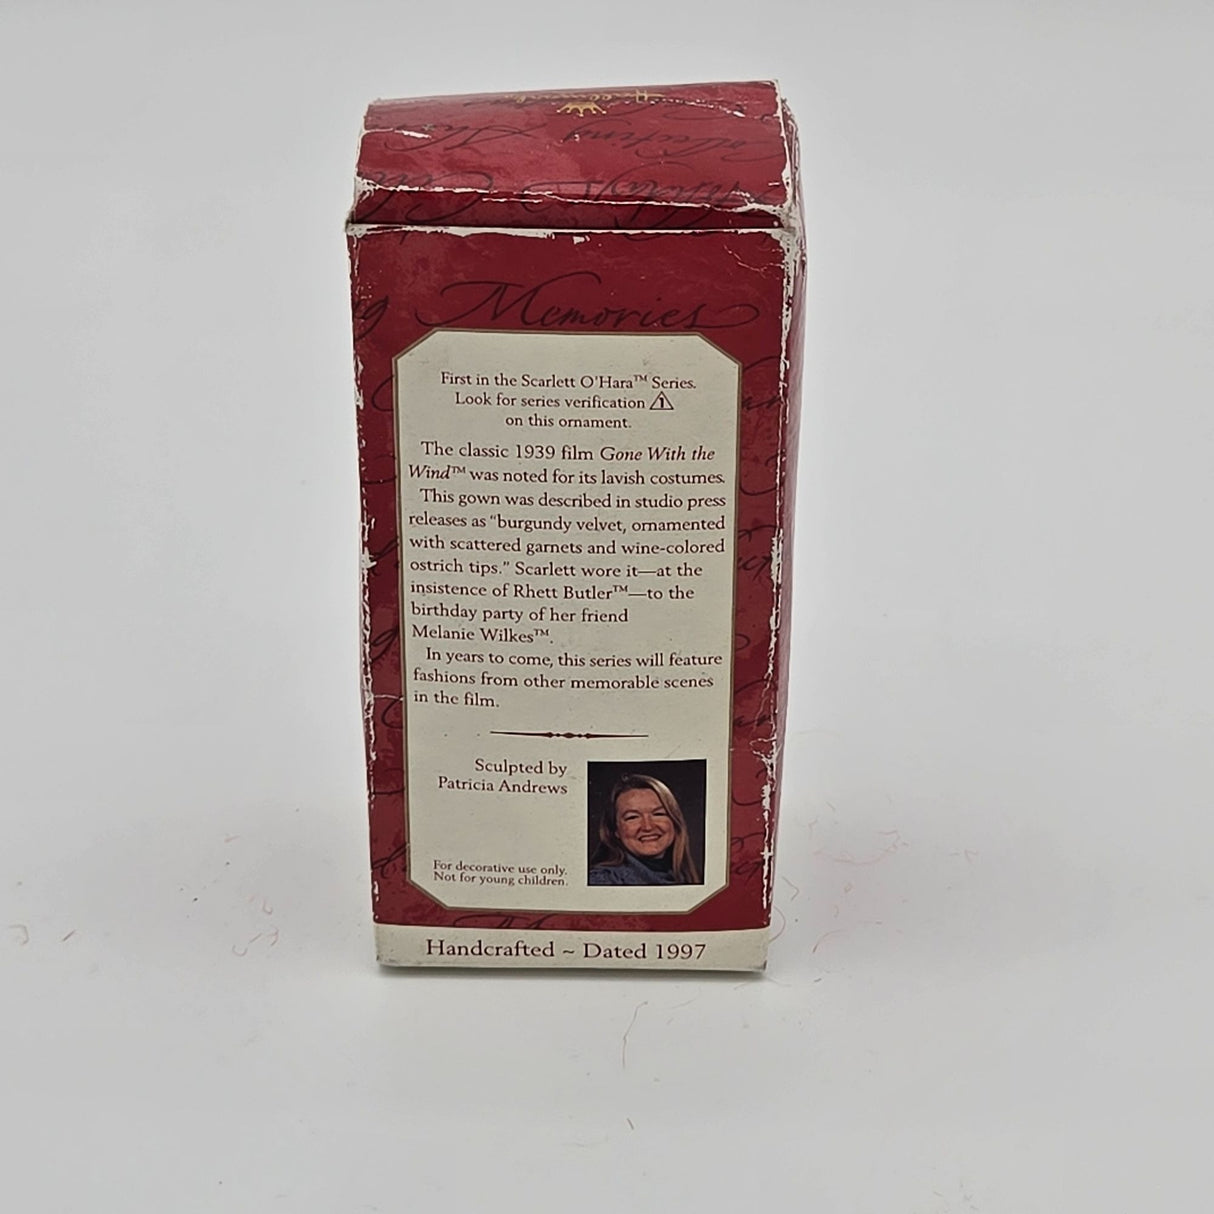 Hallmark
Memories
First in the Scarlett O'Hara™ Series.
Look for series verification 1
on this ornament.
The classic 1939 film Gone With the
Wind™ was noted for its lavish costumes.
This gown was described in studio press
releases as "burgundy velvet, ornamented
with scattered garnets and wine-colored
ostrich tips." Scarlett wore it—at the
insistence of Rhett Butler™—to the
birthday party of her friend
Melanie Wilkes™.
In years to come, this series will feature
fashions from other memorable scenes
in the film.
Sculpted by
Patricia Andrews
For decorative use only.
Not for young children.
Handcrafted ~ Dated 1997